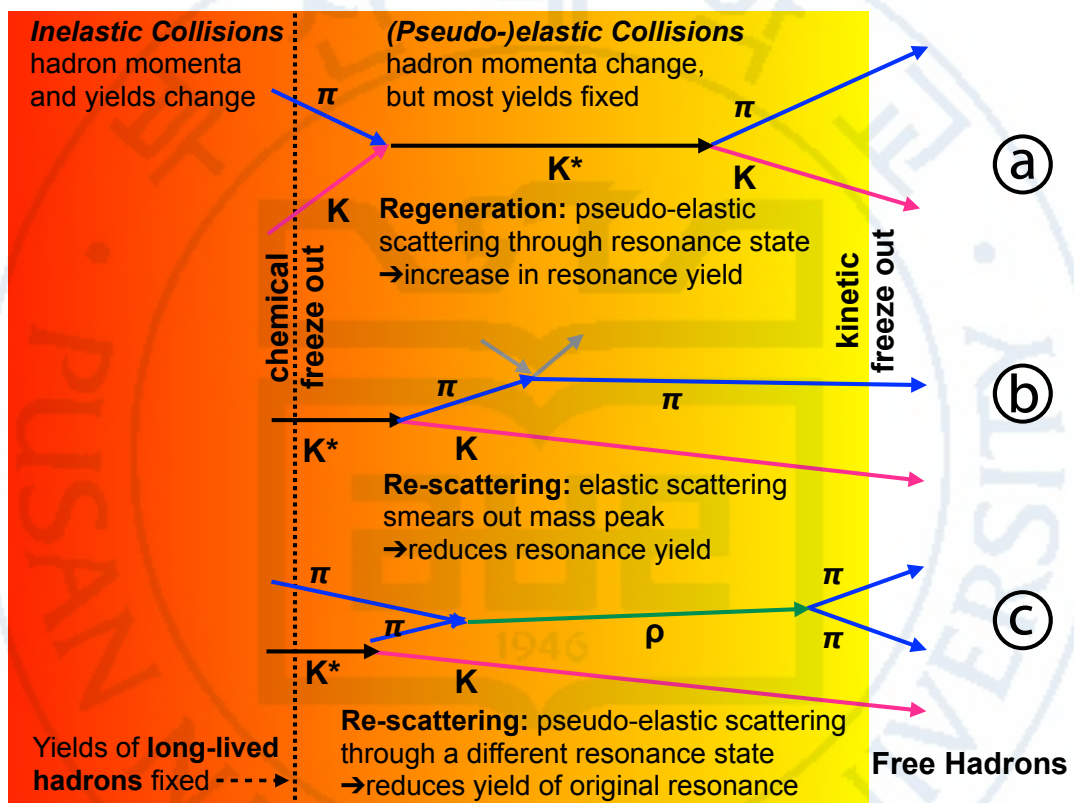 Inelastic Collisions
hadron momenta
and yields change
(Pseudo-)elastic Collisions
hadron momenta change,
but most yields fixed
π
K
K*
π
K
a
Regeneration: pseudo-elastic
scattering through resonance state
➔increase in resonance yield
chemical
freeze out
kinetic
freeze out
K*
π
K
π
b
Re-scattering: elastic scattering
smears out mass peak
➔reduces resonance yield
π
π
K*
K
ρ
π
π
c
Re-scattering: pseudo-elastic scattering
through a different resonance state
➔reduces yield of original resonance
Yields of long-lived
hadrons fixed
Free Hadrons
PUSAN
UNIVERSITY
1946